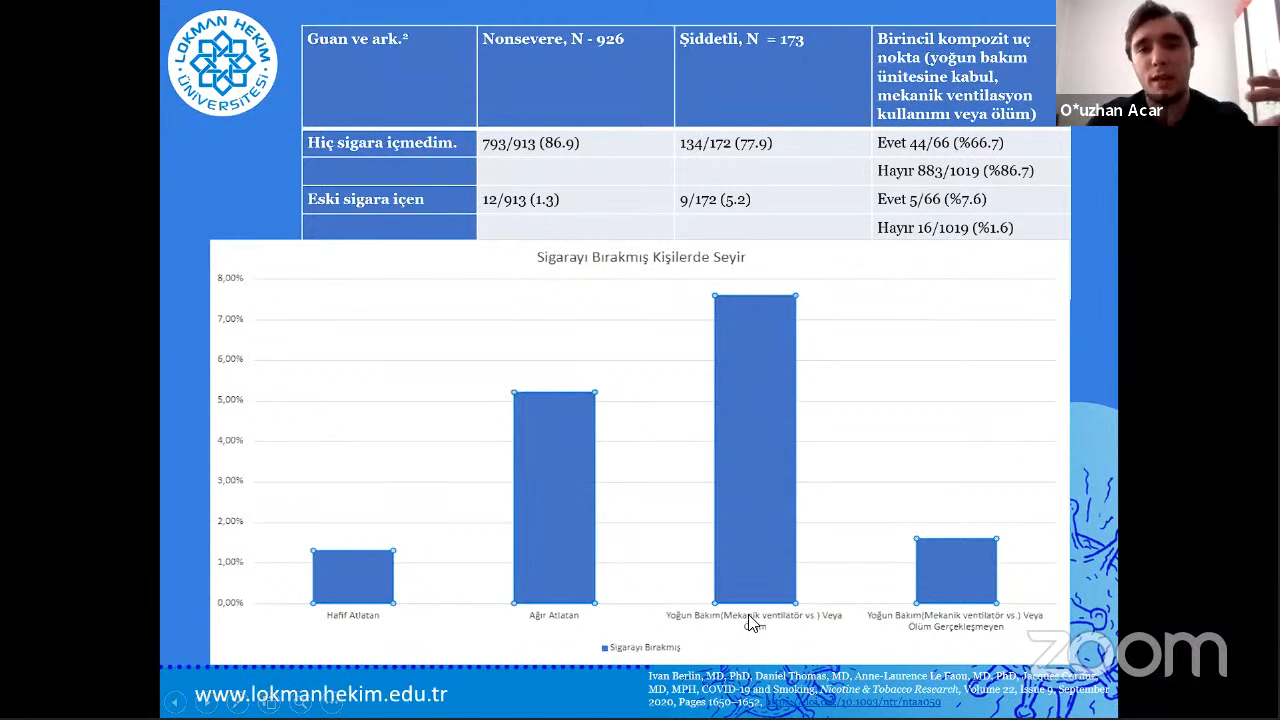 LOKMAN HEKİM
ÜNİVERSİTESİ
Guan ve ark.²
Nonsevere, N - 926
Şiddetli, N = 173
Birincil kompozit uç
nokta (yoğun bakım
ünitesine kabul,
mekanik ventilasyon
kullanımı veya ölüm)
O*uzhan Acar
Hiç sigara içmedim.
793/913 (86.9)
134/172 (77.9)
Evet 44/66 (%66.7)
Hayır 883/1019 (%86.7)
Eski sigara içen
12/913 (1.3)
9/172 (5.2)
Evet 5/66 (%7.6)
Hayır 16/1019 (%1.6)
Sigarayı Bırakmış Kişilerde Seyir
8,00%
7,00%
6,00%
5,00%
4,00%
3,00%
2,00%
1,00%
0,00%
Hafif Atlatan
Ağır Atlatan
Yoğun Bakım(Mekanik ventilatör vs.) Veya
Yoğun Bakım(Mekanik ventilatör vs.) Veya
Ölüm Gerçekleşmeyen
Sigarayı Bırakmış
zoom
www.lokmanhekim.edu.tr
Ivan Berlin, MD, PhD, Daniel Thomas, MD, Anne-Laurence Le Faou, MD, PhD, Jacques Cornuz,
MD, MPH, COVID-19 and Smoking, Nicotine & Tobacco Research, Volume 22, Issue 9, September
2020, Pages 1650–1652, https://doi.org/10.1093/ntr/ntaa059